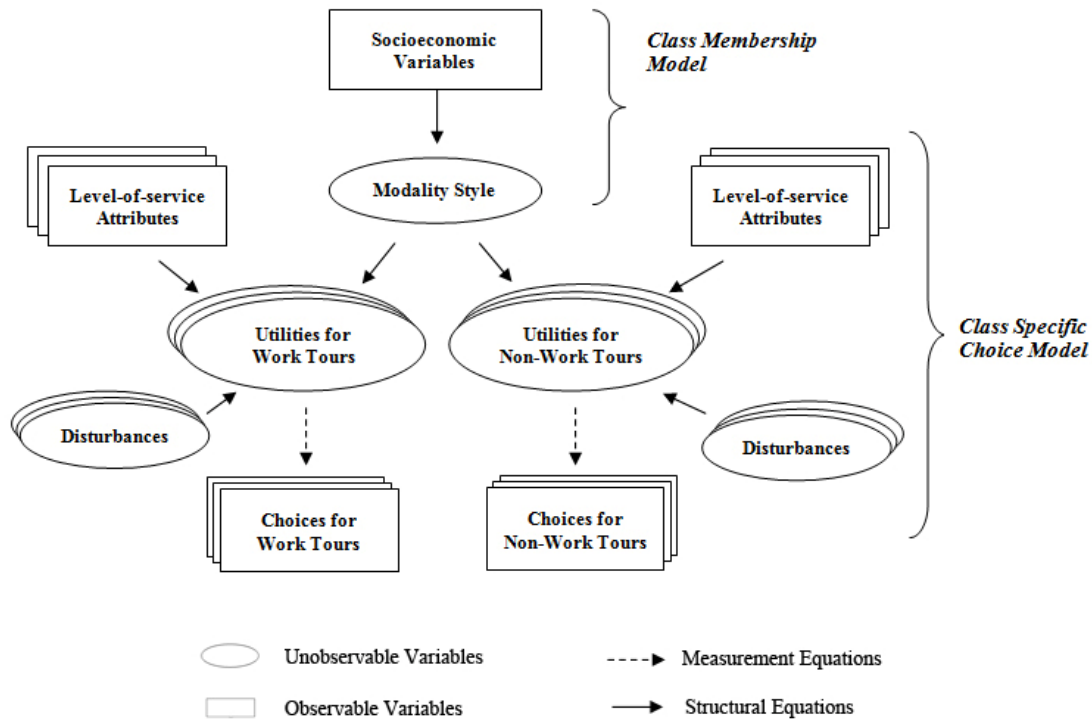 Socioeconomic
Variables
Class Membership
Model
Level-of-service
Attributes
Modality Style
Level-of-service
Attributes
Utilities for
Work Tours
Utilities for
Non-Work Tours
Class Specific
Choice Model
Disturbances
Disturbances
Choices for
Work Tours
Choices for
Non-Work Tours
Unobservable Variables
Measurement Equations
Observable Variables
Structural Equations